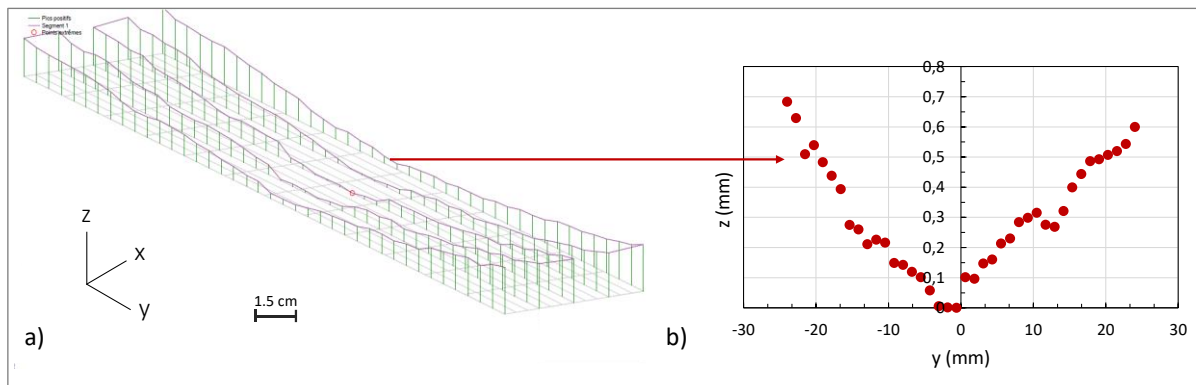 Pics positifs
Segment 1
Points extrêmes
Z
X
y
1.5 cm
a)
b)
z (mm)
0,8
0,7
0,6
0,5
0,4
0,3
0,2
0,1
0
-30 -20 -10 0 10 20 30
y (mm)